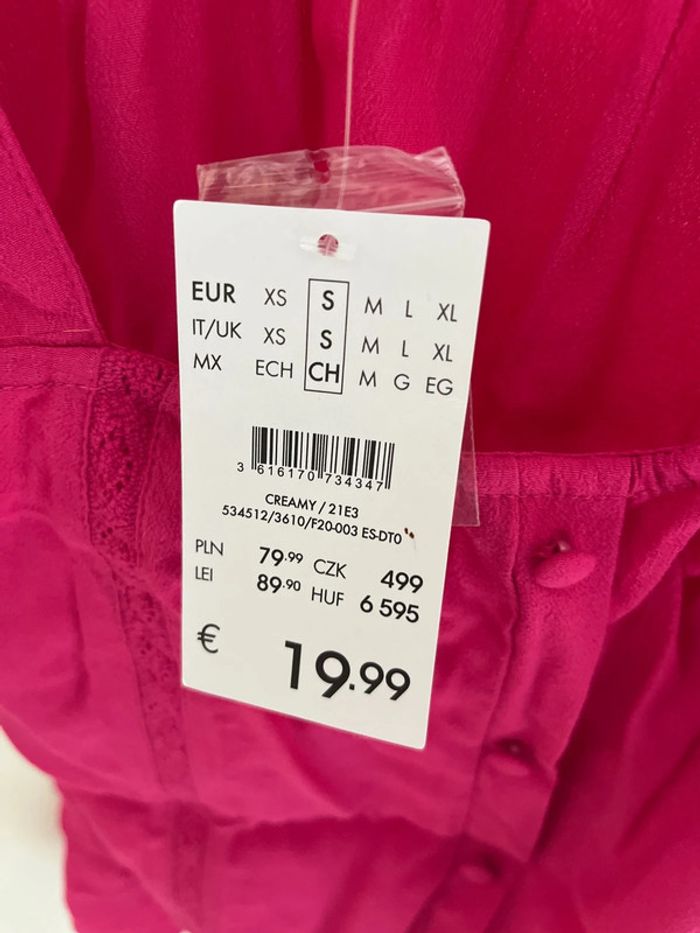 EUR XS S M L XL
IT/UK XS S M L XL
MX ECH CH M G EG
3 616170 734347
CREAMY / 21E3
534512/3610/F20-003 ES-DT0
PLN 79.99 CZK 499
LEI 89.90 HUF 6 595
€ 19.99